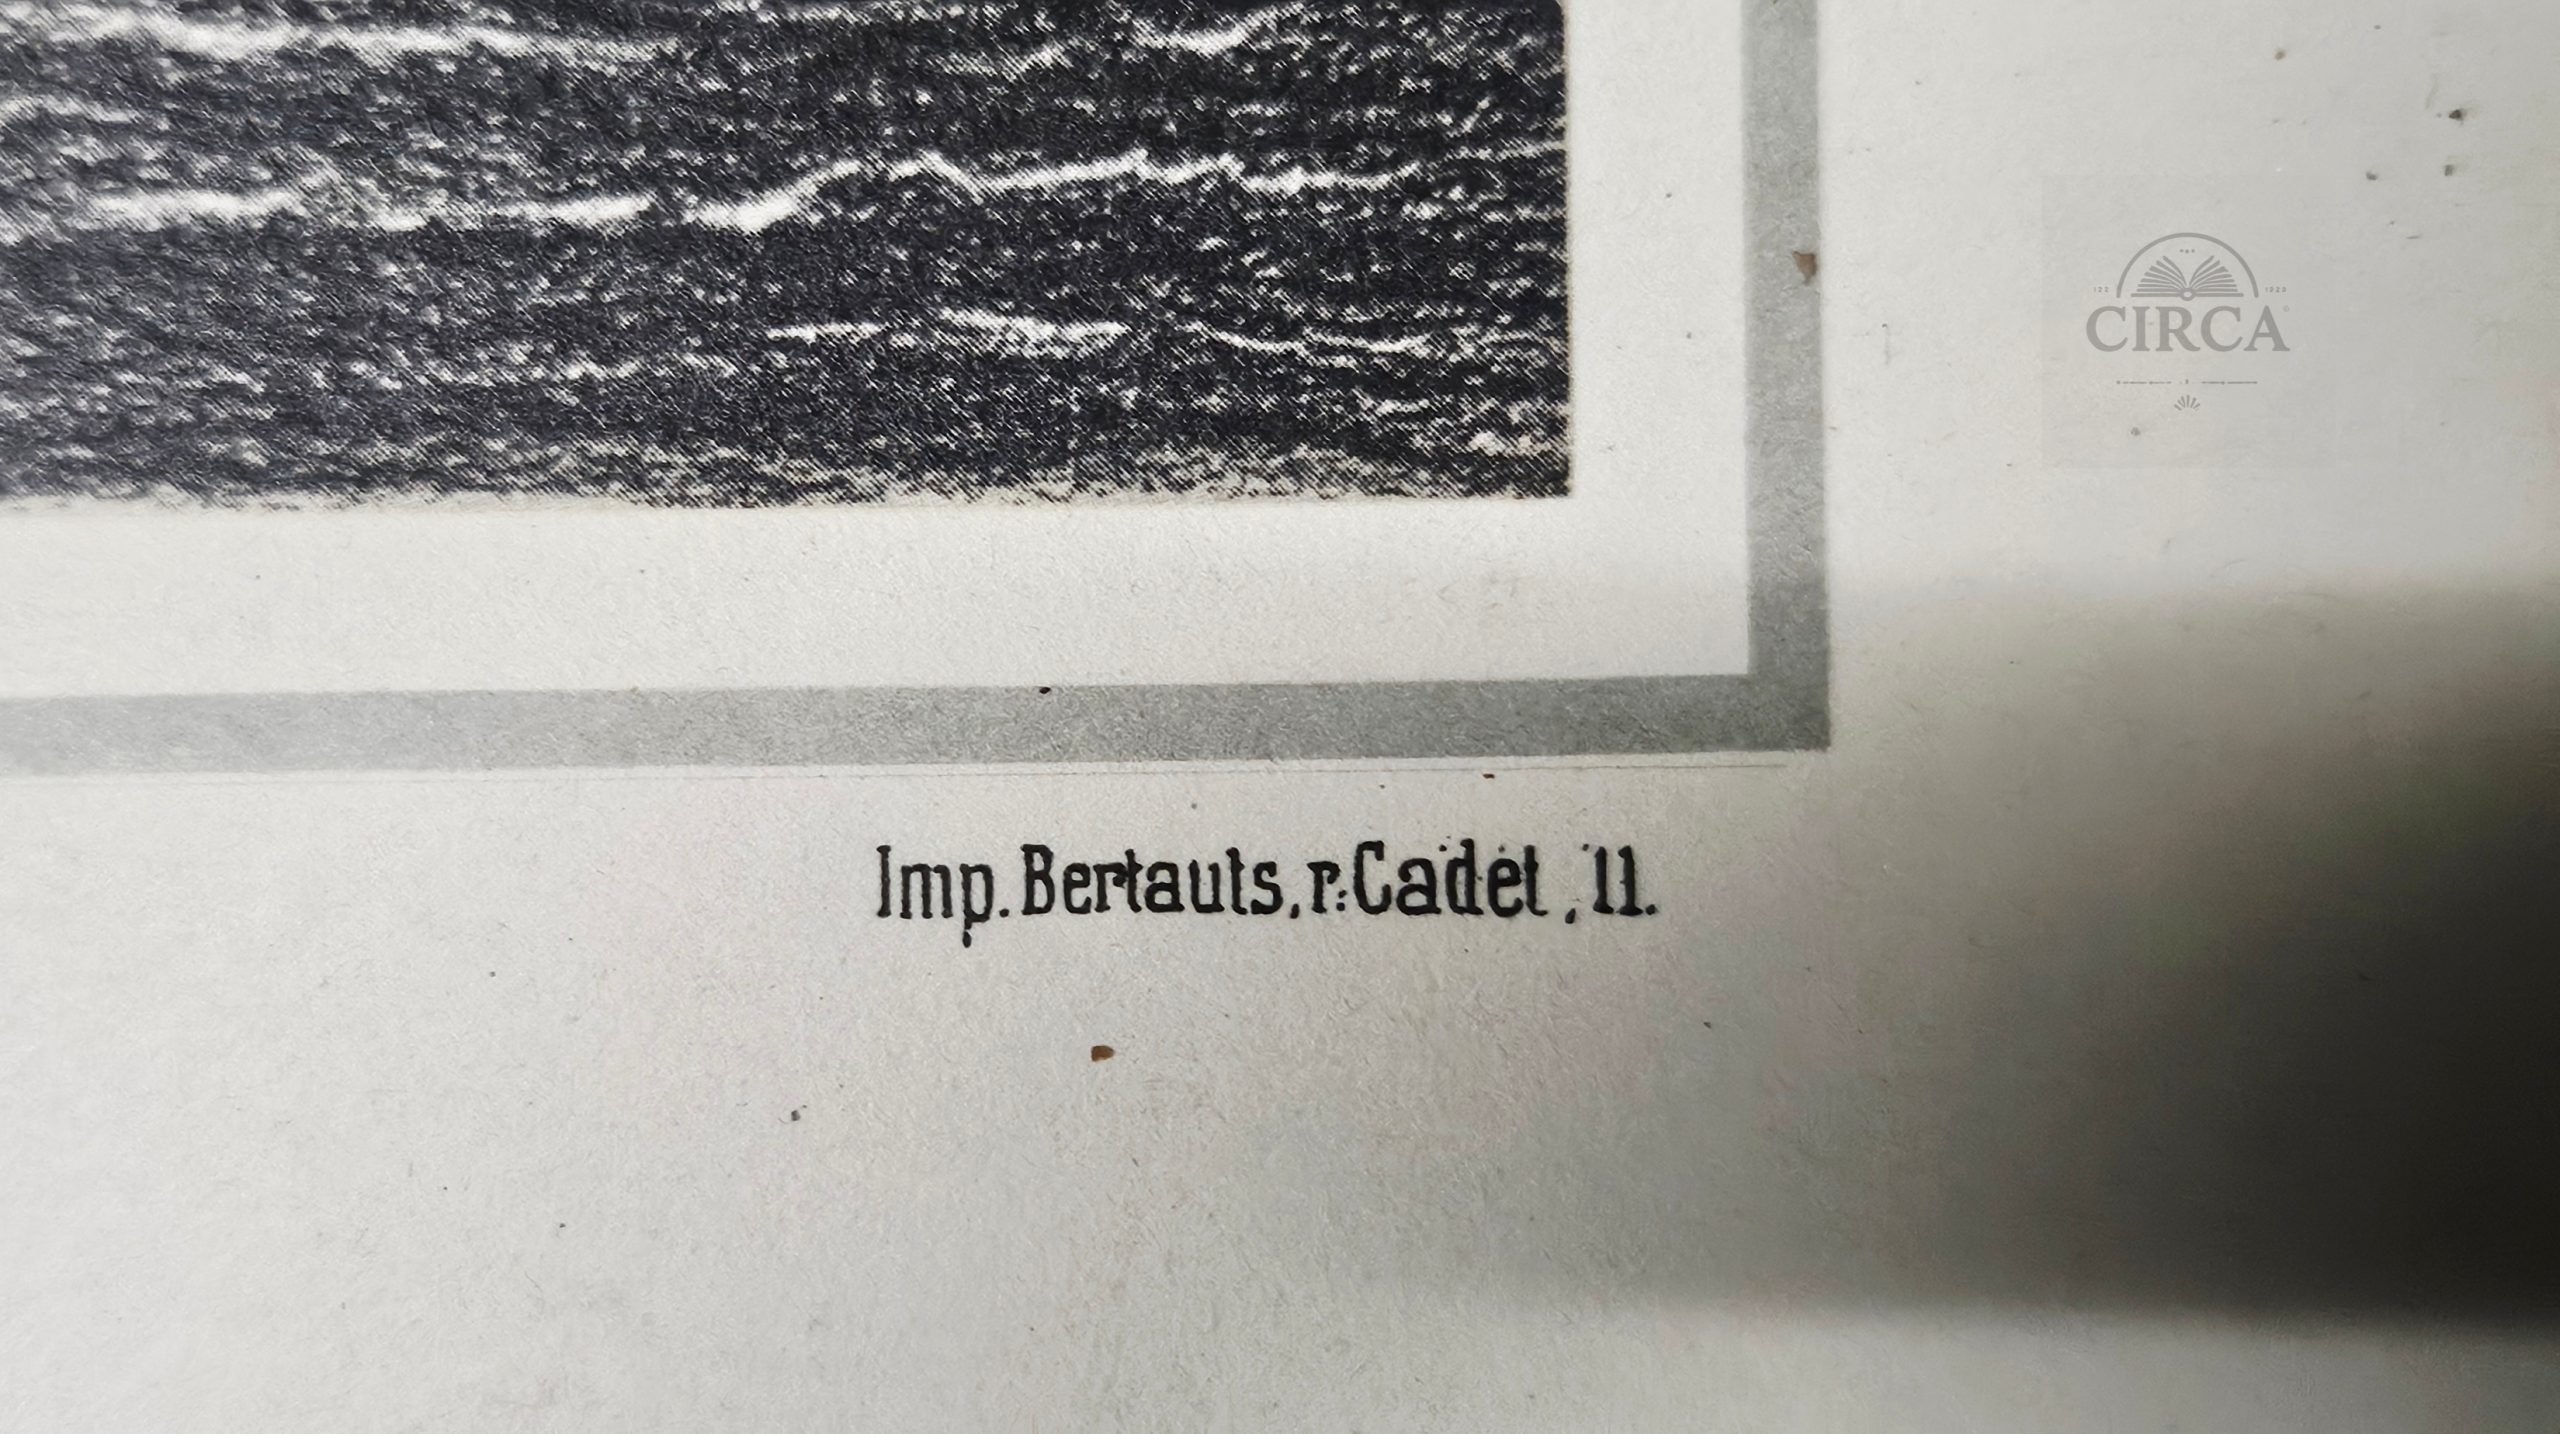 CIRCA
Imp. Bertauts, r. Cadet, 11.